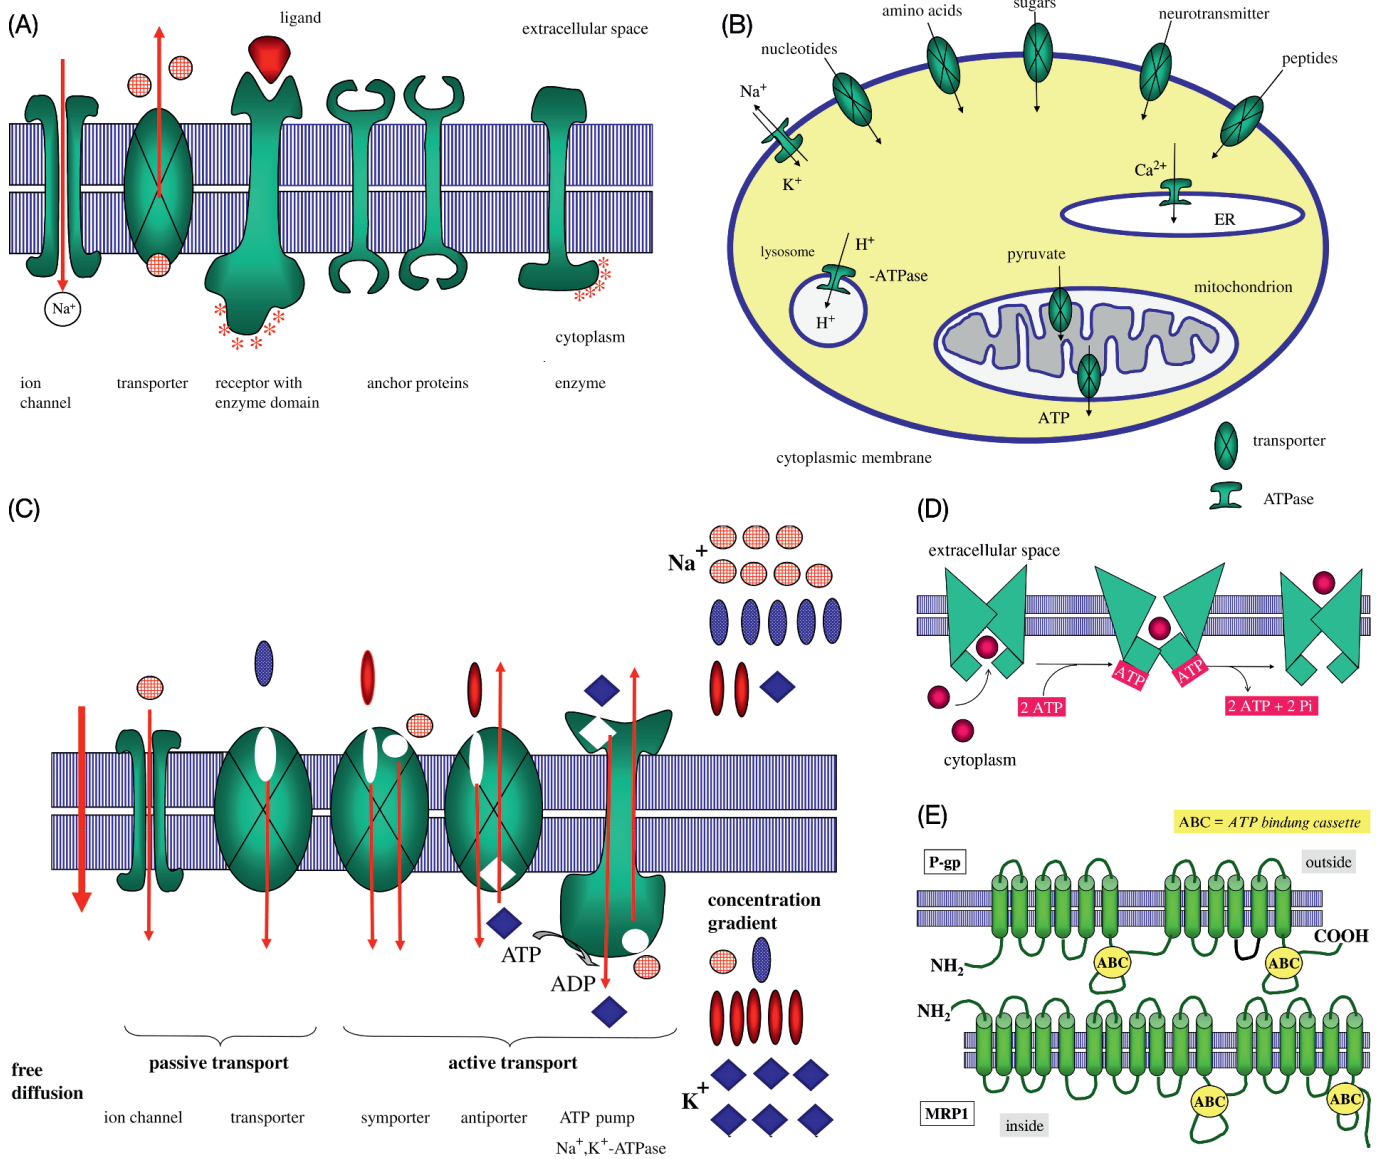 (A)
ligand
extracellular space
Na+
cytoplasm
ion
channel
transporter
receptor with
enzyme domain
anchor proteins
enzyme
(B)
nucleotides
amino acids
sugars
neurotransmitter
peptides
Na+
K+
Ca2+
ER
lysosome
H+
-ATPase
H+
pyruvate
mitochondrion
ATP
cytoplasmic membrane
transporter
ATPase
(C)
Na+
ATP
ADP
concentration
gradient
K+
free
diffusion
passive transport
active transport
ion channel
transporter
symporter
antiporter
ATP pump
Na+,K+-ATPase
(D)
extracellular space
ATP
ATP
2 ATP
2 ATP + 2 Pi
cytoplasm
(E)
ABC = ATP bindung cassette
P-gp
outside
NH2
ABC
ABC
COOH
NH2
MRP1
inside
ABC
ABC